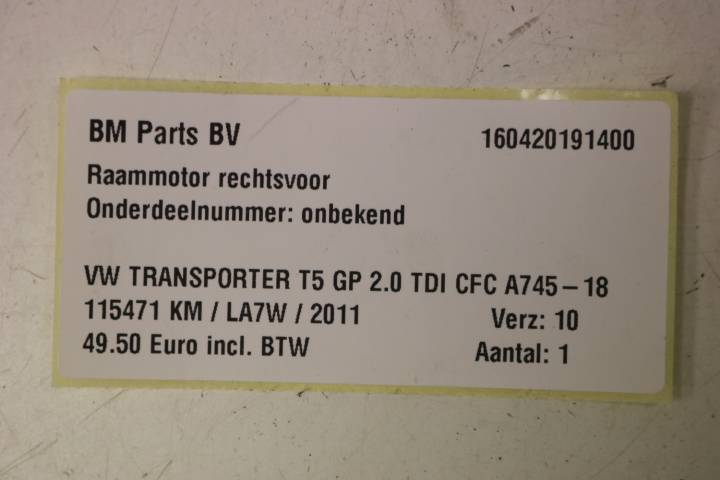 BM Parts BV 160420191400
Raammotor rechtsvoor
Onderdeelnummer: onbekend
VW TRANSPORTER T5 GP 2.0 TDI CFC A745-18
115471 KM / LA7W / 2011 Verz: 10
49.50 Euro incl. BTW Aantal: 1